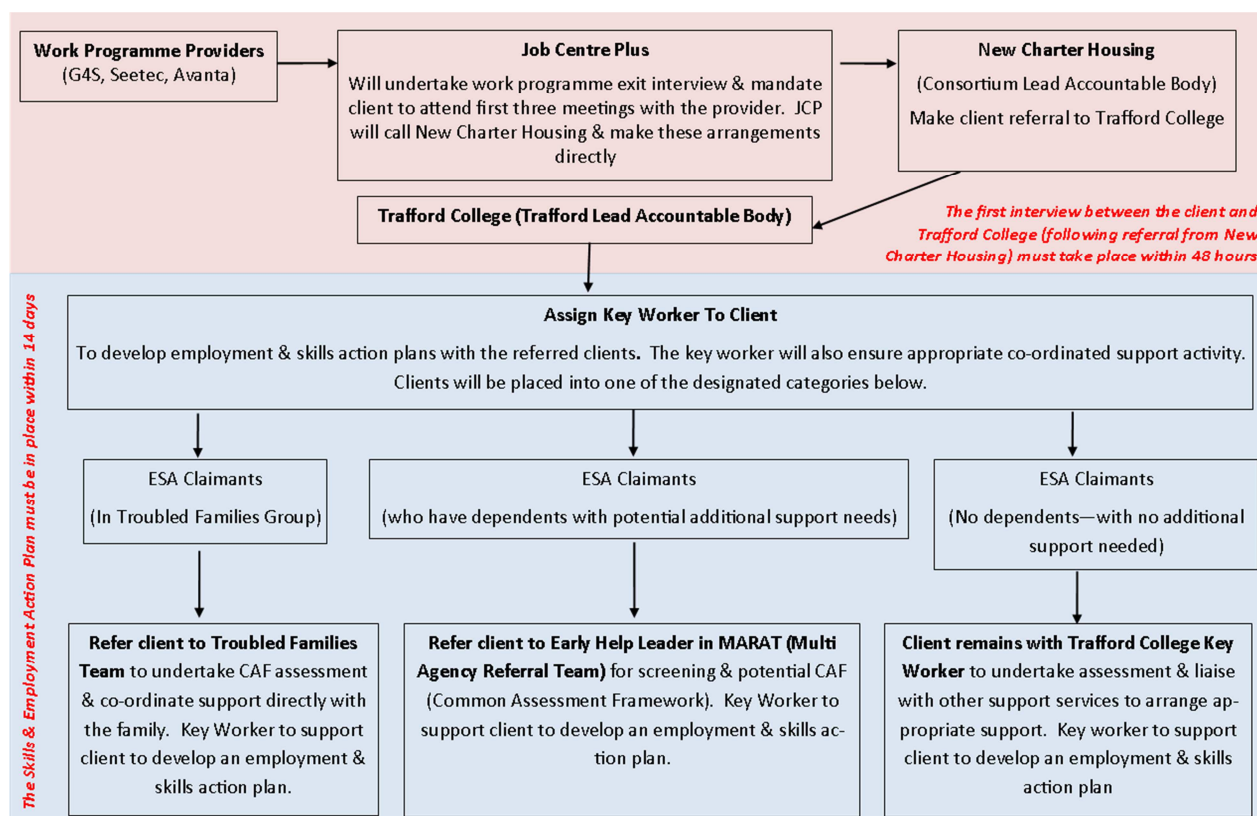 Work Programme Providers
(G4S, Seetec, Avanta)
Job Centre Plus
Will undertake work programme exit interview & mandate
client to attend first three meetings with the provider. JCP
will call New Charter Housing & make these arrangements
directly
New Charter Housing
(Consortium Lead Accountable Body)
Make client referral to Trafford College
Trafford College (Trafford Lead Accountable Body)
The first interview between the client and
Trafford College (following referral from New
Charter Housing) must take place within 48 hours
The Skills & Employment Action Plan must be in place within 14 days
Assign Key Worker To Client
To develop employment & skills action plans with the referred clients. The key worker will also ensure appropriate co-ordinated support activity.
Clients will be placed into one of the designated categories below.
ESA Claimants
(In Troubled Families Group)
ESA Claimants
(who have dependents with potential additional support needs)
ESA Claimants
(No dependents—with no additional
support needed)
Refer client to Troubled Families
Team to undertake CAF assessment
& co-ordinate support directly with
the family. Key Worker to support
client to develop an employment &
skills action plan.
Refer client to Early Help Leader in MARAT (Multi
Agency Referral Team) for screening & potential CAF
(Common Assessment Framework). Key Worker to
support client to develop an employment & skills ac-
tion plan.
Client remains with Trafford College Key
Worker to undertake assessment & liaise
with other support services to arrange ap-
propriate support. Key worker to support
client to develop an employment & skills
action plan